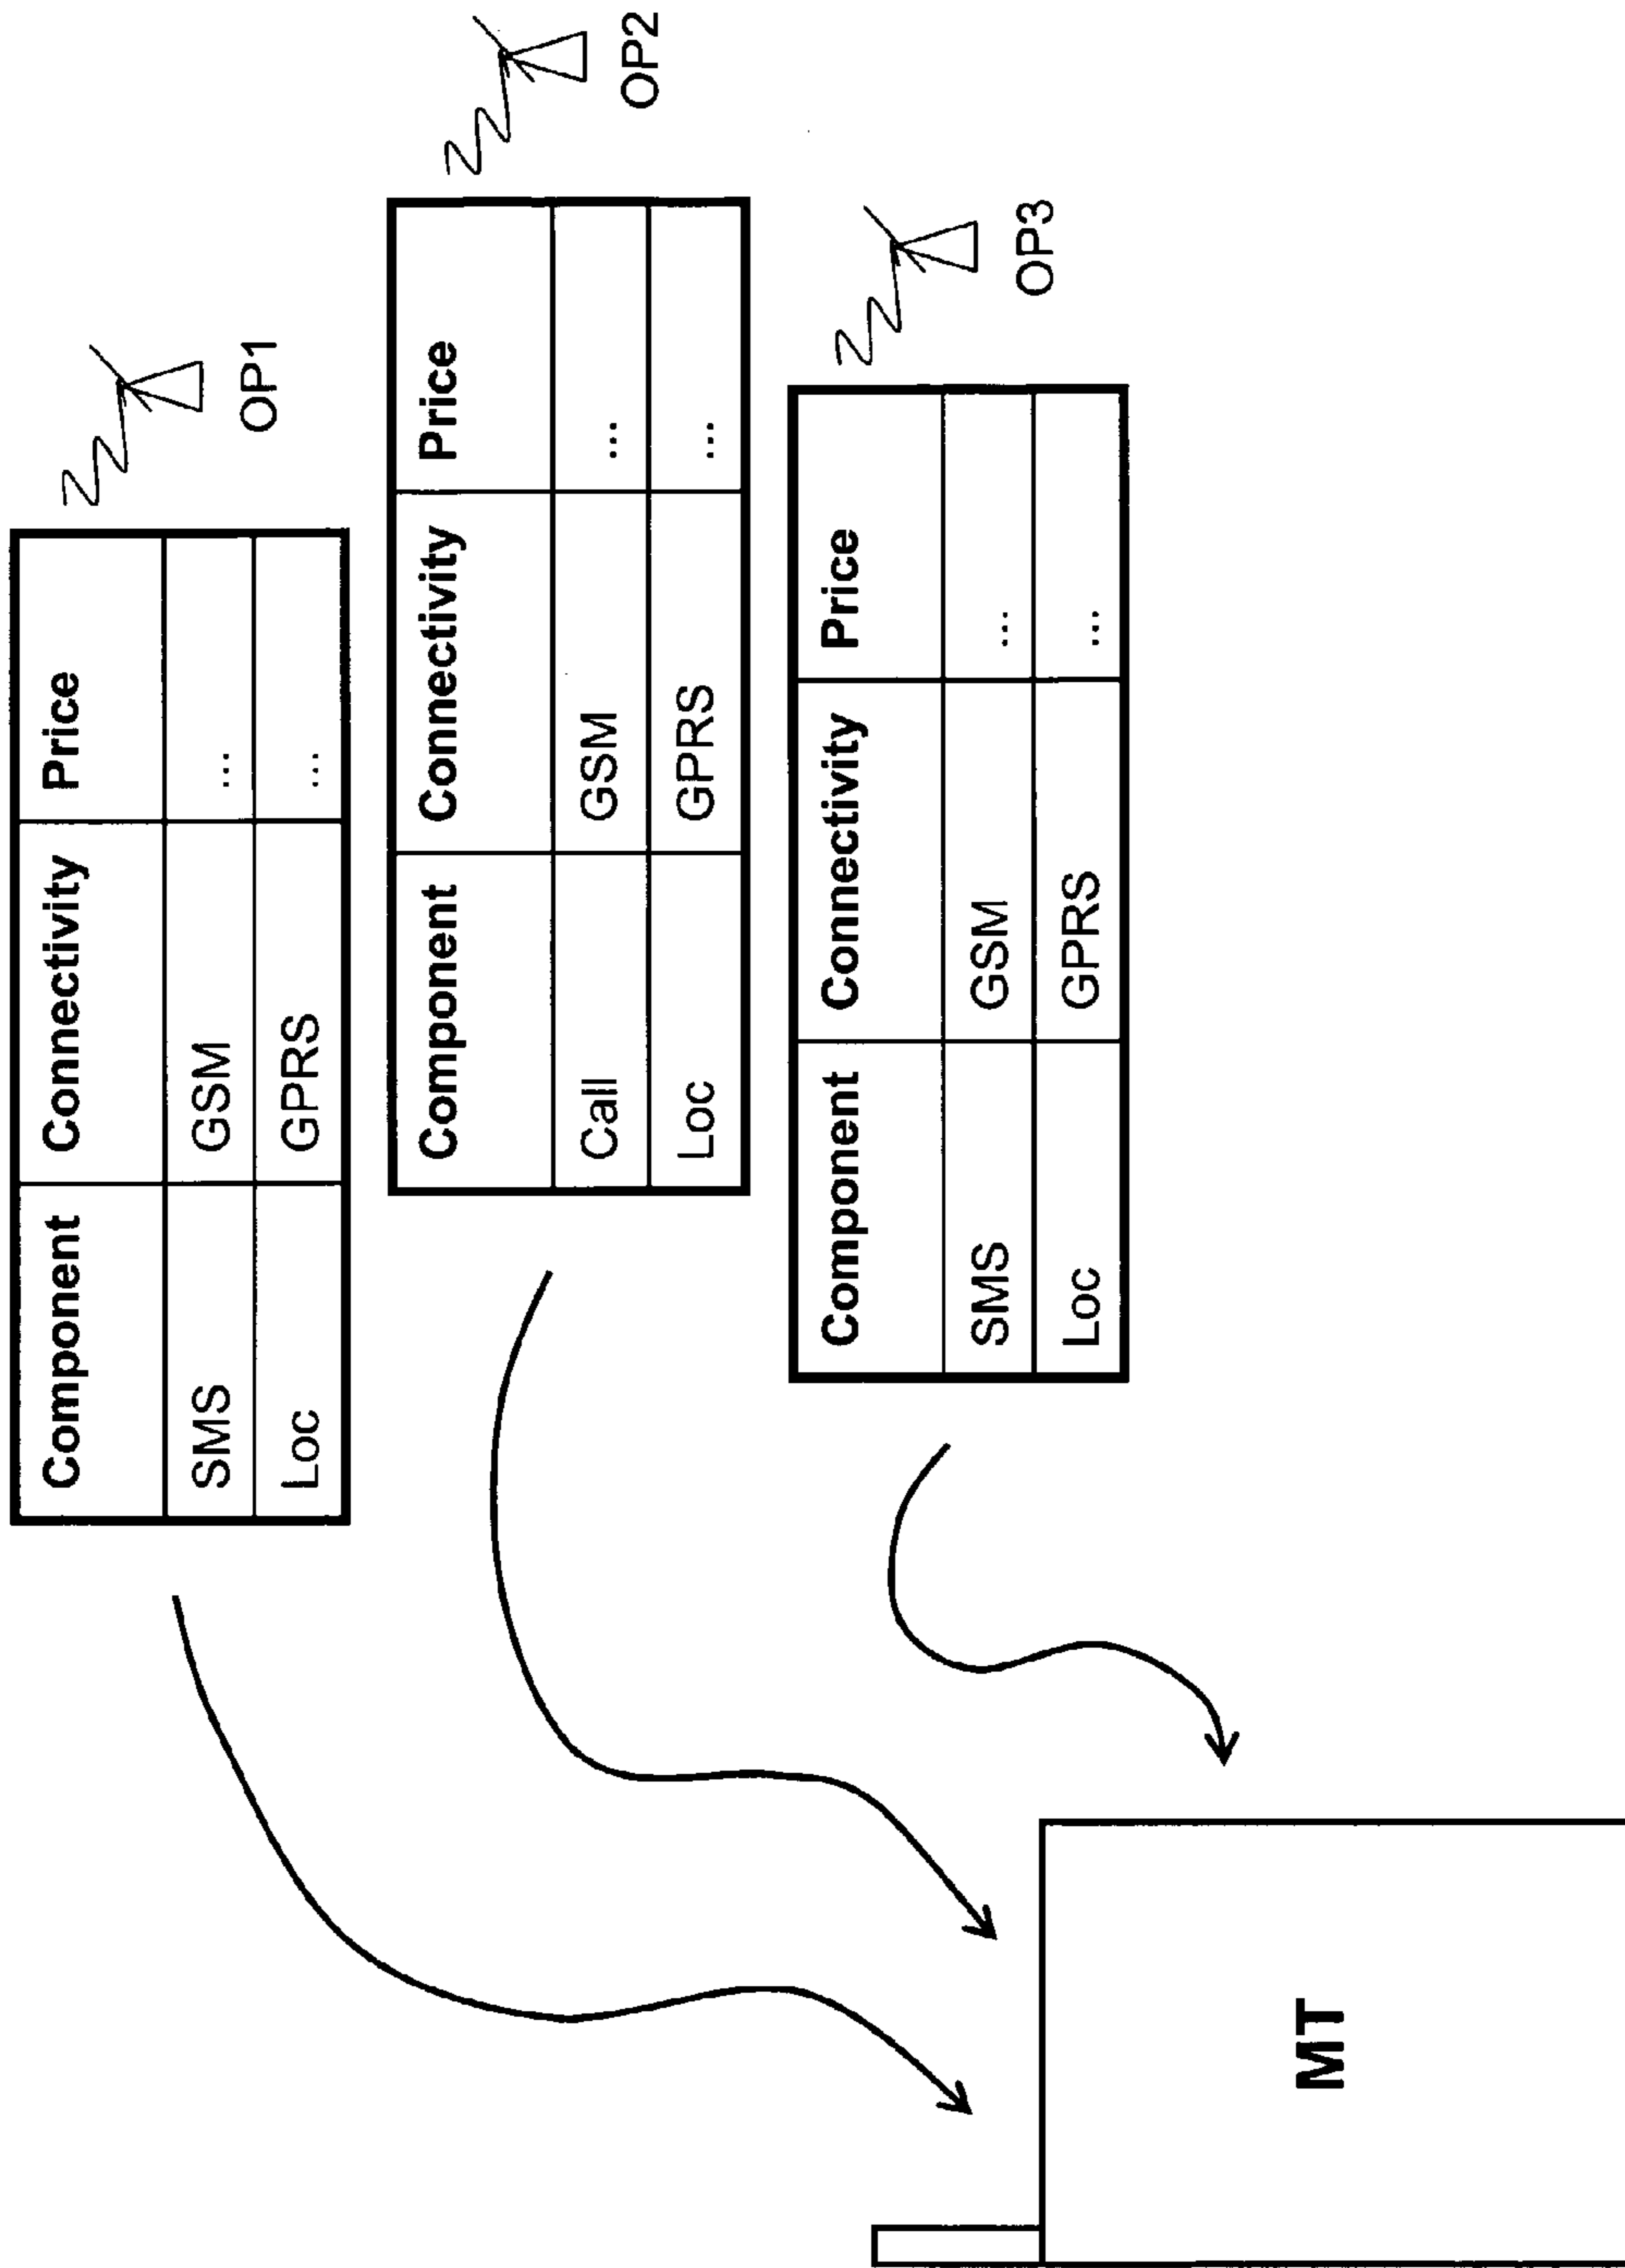 OP1
Component Connectivity Price
SMS GSM ...
Loc GPRS ...
OP2
Component Connectivity Price
Call GSM ...
Loc GPRS ...
OP3
Component Connectivity Price
SMS GSM ...
Loc GPRS ...
MT